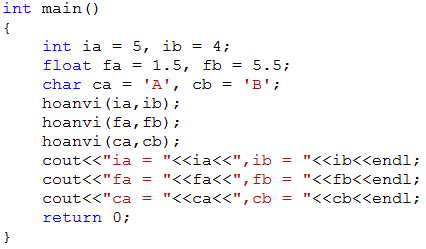 int main()
{
    int ia = 5, ib = 4;
    float fa = 1.5, fb = 5.5;
    char ca = 'A', cb = 'B';
    hoanvi(ia,ib);
    hoanvi(fa,fb);
    hoanvi(ca,cb);
    cout<<"ia = "<<ia<<",ib = "<<ib<<endl;
    cout<<"fa = "<<fa<<",fb = "<<fb<<endl;
    cout<<"ca = "<<ca<<",cb = "<<cb<<endl;
    return 0;
}